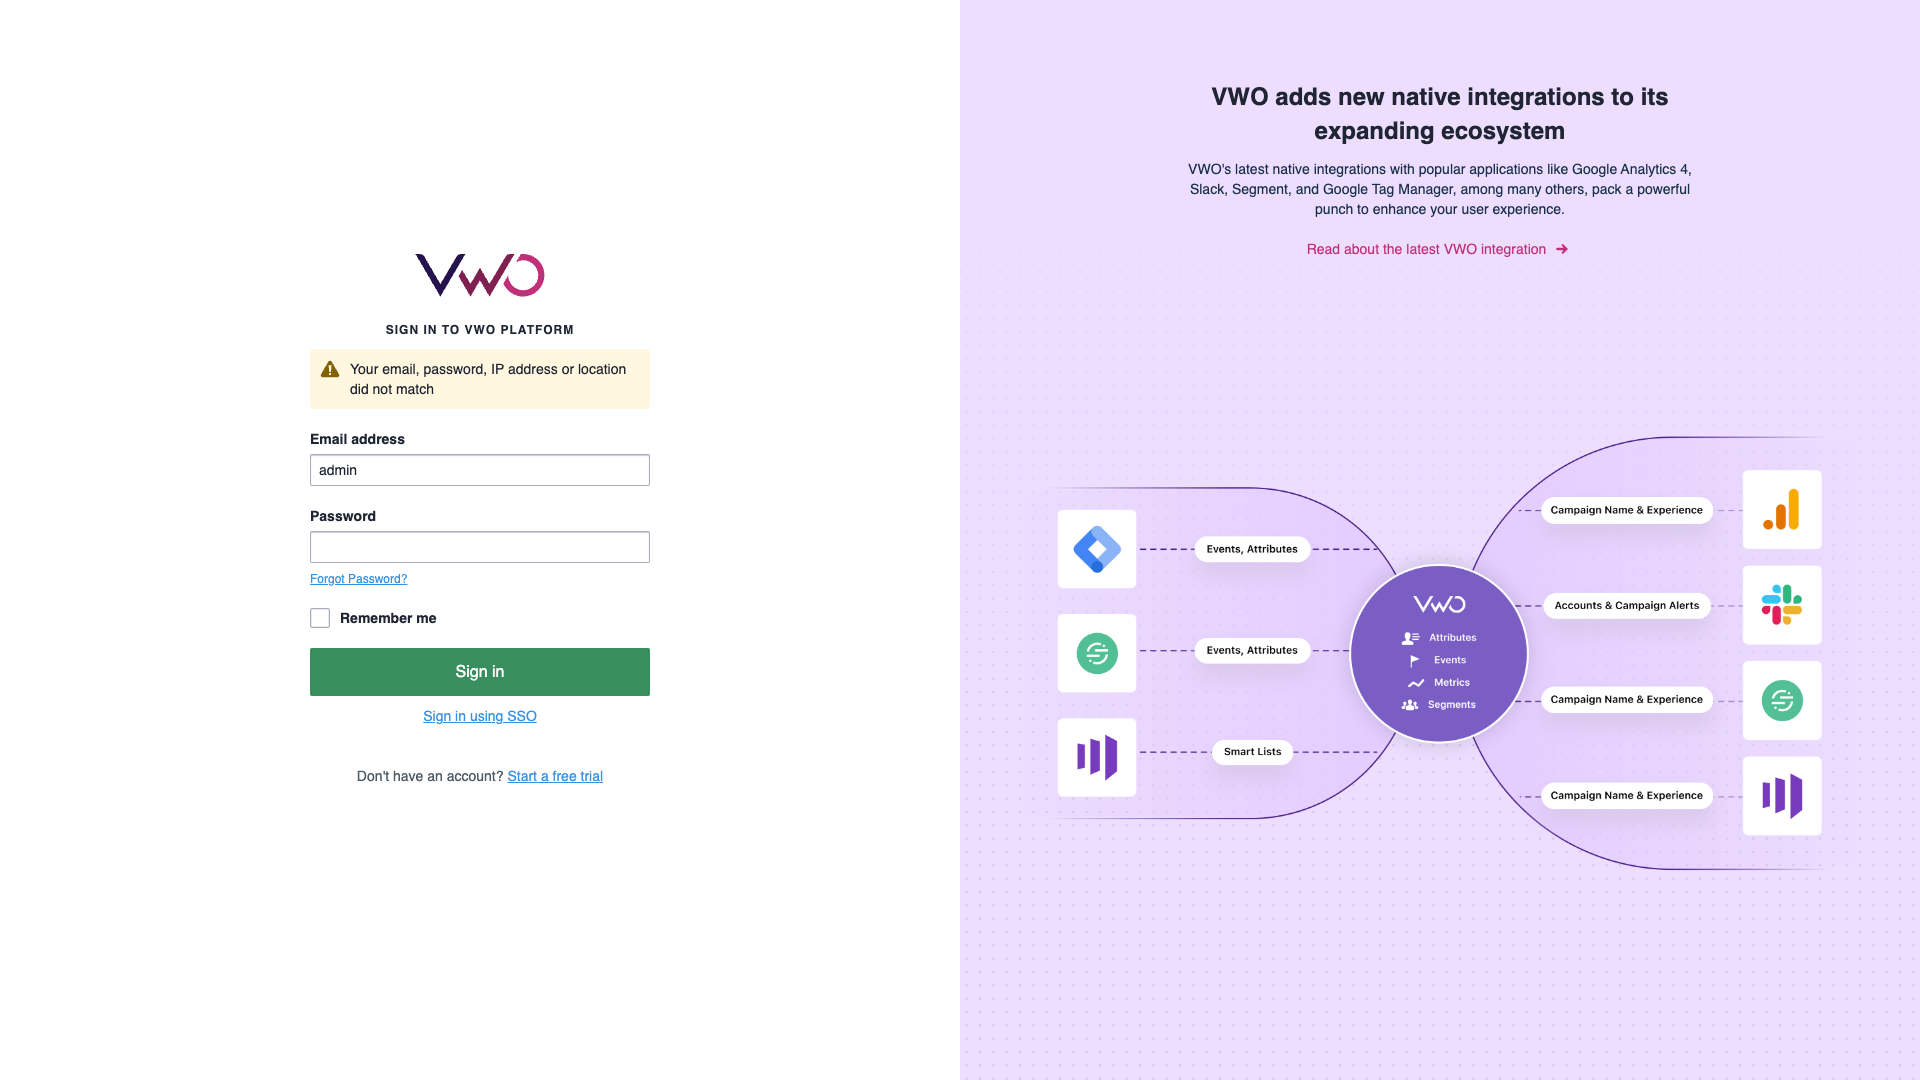 VWO
SIGN IN TO VWO PLATFORM
Your email, password, IP address or location
did not match
Email address
admin
Password
Forgot Password?
Remember me
Sign in
Sign in using SSO
Don't have an account? Start a free trial
VWO adds new native integrations to its
expanding ecosystem
VWO's latest native integrations with popular applications like Google Analytics 4,
Slack, Segment, and Google Tag Manager, among many others, pack a powerful
punch to enhance your user experience.
Read about the latest VWO integration
Events, Attributes
Events, Attributes
Smart Lists
VWO
Attributes
Events
Metrics
Segments
Campaign Name & Experience
Accounts & Campaign Alerts
Campaign Name & Experience
Campaign Name & Experience